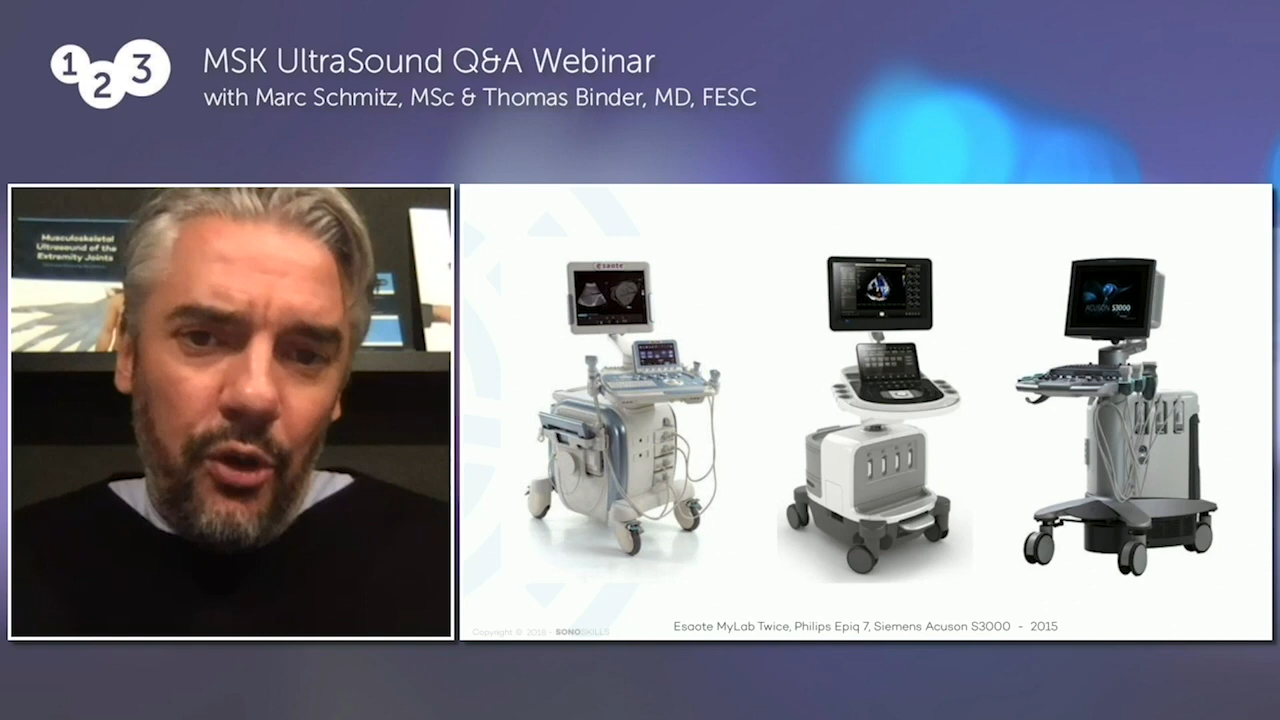 1 2 3
MSK UltraSound Q&A Webinar
with Marc Schmitz, MSc & Thomas Binder, MD, FESC
Musculoskeletal
Ultrasound of the
Extremity Joints
esaote
ACUSON S3000
Esaote MyLab Twice, Philips Epiq 7, Siemens Acuson S3000 - 2015
Copyright © 2018 - SONOSKILLS